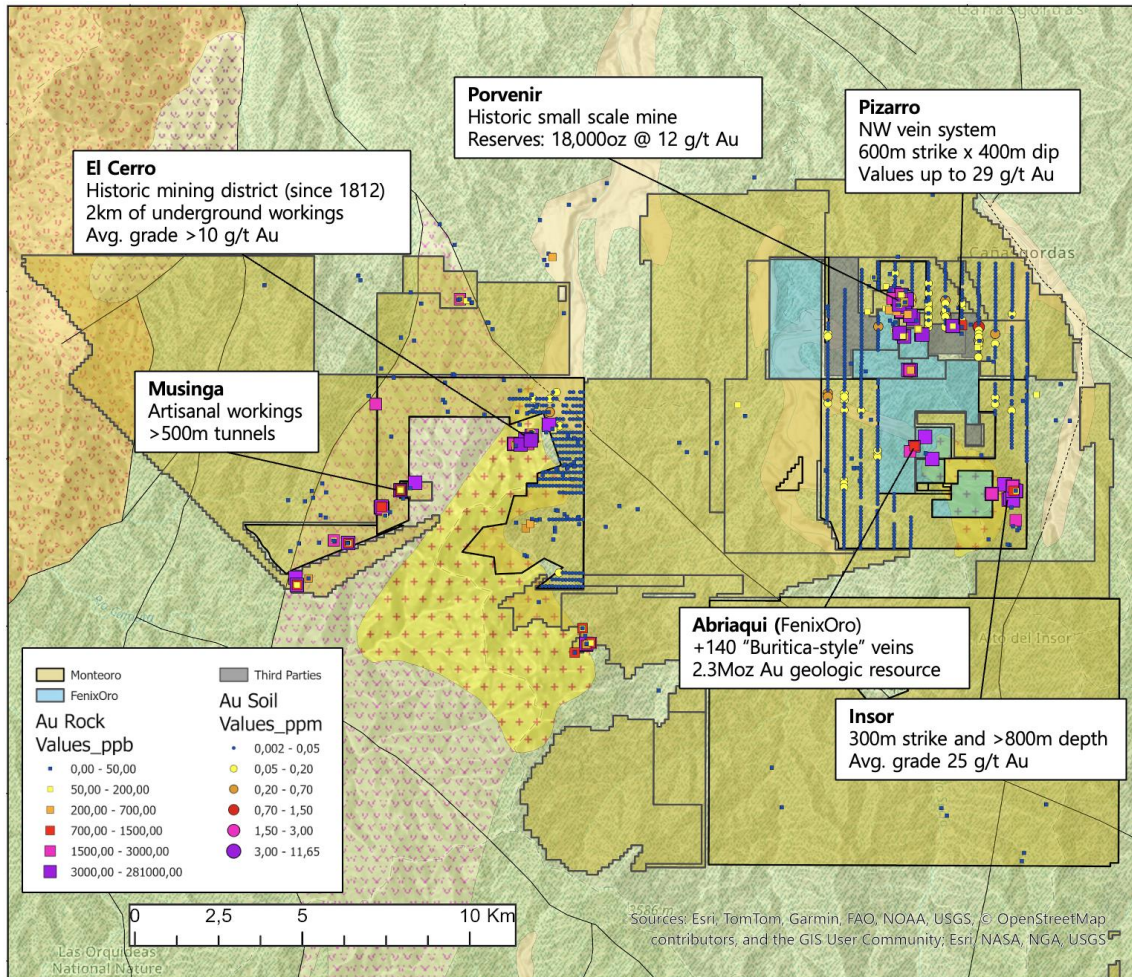 Cañasgordas
Porvenir
Historic small scale mine
Reserves: 18,000oz @ 12 g/t Au
Pizarro
NW vein system
600m strike x 400m dip
Values up to 29 g/t Au
El Cerro
Historic mining district (since 1812)
2km of underground workings
Avg. grade >10 g/t Au
Cañasgordas
Musinga
Artisanal workings
>500m tunnels
Abriaqui (FenixOro)
+140 "Buritica-style" veins
2.3Moz Au geologic resource
Alto del Insor
Insor
300m strike and >800m depth
Avg. grade 25 g/t Au
Monteoro
FenixOro
Third Parties
Au Rock
Values_ppb
0,00 - 50,00
50,00 - 200,00
200,00 - 700,00
700,00 - 1500,00
1500,00 - 3000,00
3000,00 - 281000,00
Au Soil
Values_ppm
0,002 - 0,05
0,05 - 0,20
0,20 - 0,70
0,70 - 1,50
1,50 - 3,00
3,00 - 11,65
0 2,5 5 10 Km
3586 m
Sources: Esri, TomTom, Garmin, FAO, NOAA, USGS, © OpenStreetMap
contributors, and the GIS User Community; Esri, NASA, NGA, USGS
Las Orquideas
National Nature